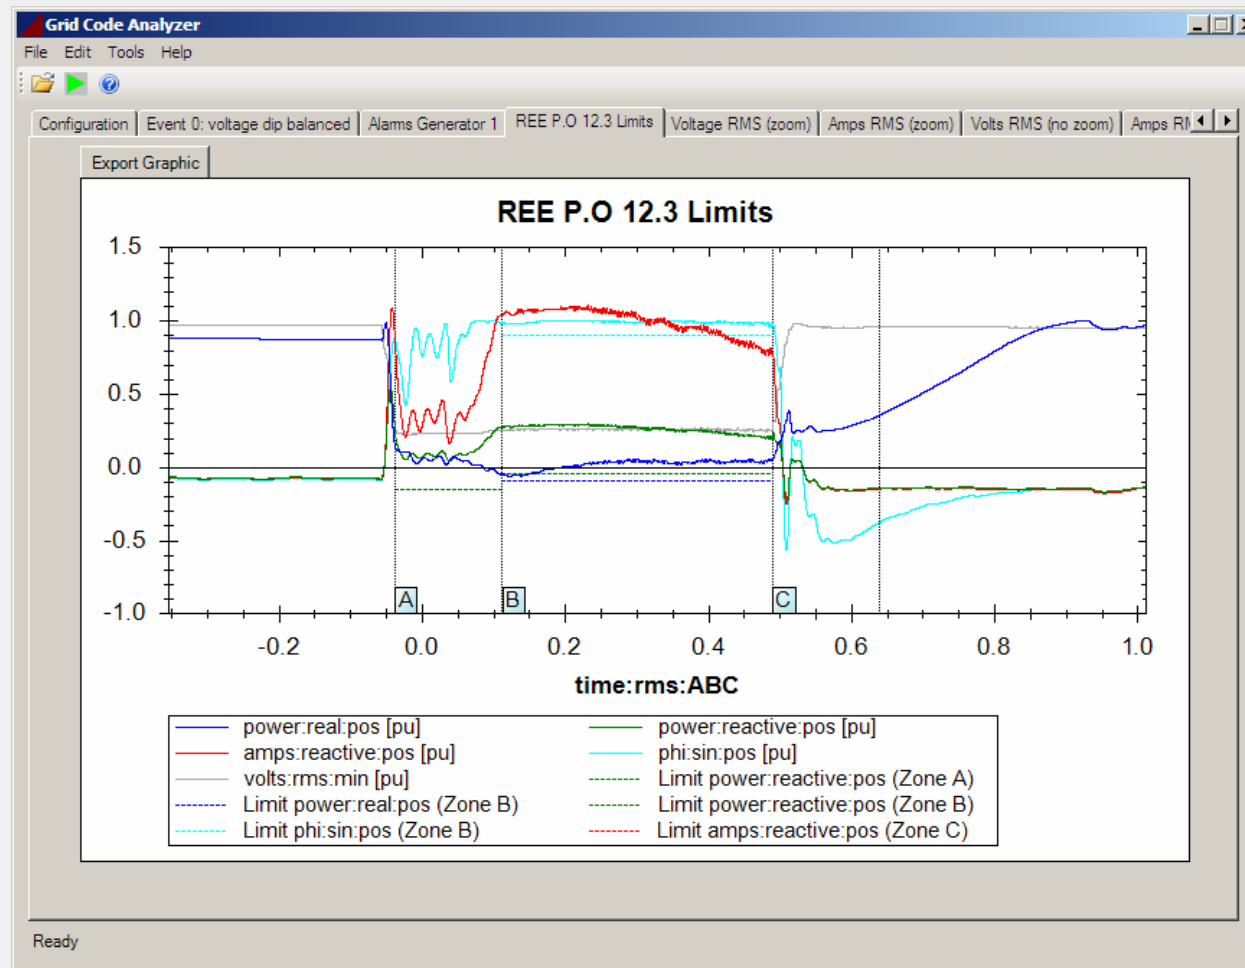 Grid Code Analyzer
File Edit Tools Help
Configuration Event 0: voltage dip balanced Alarms Generator 1 REE P.O 12.3 Limits Voltage RMS (zoom) Amps RMS (zoom) Volts RMS (no zoom) Amps
Export Graphic
REE P.O 12.3 Limits
1.5
1.0
0.5
0.0
-0.5
-1.0
A B C
-0.2 0.0 0.2 0.4 0.6 0.8 1.0
time:rms:ABC
power:real:pos [pu] power:reactive:pos [pu]
amps:reactive:pos [pu] phi:sin:pos [pu]
volts:rms:min [pu] Limit power:reactive:pos (Zone A)
Limit power:real:pos (Zone B) Limit power:reactive:pos (Zone B)
Limit phi:sin:pos (Zone B) Limit amps:reactive:pos (Zone C)
Ready